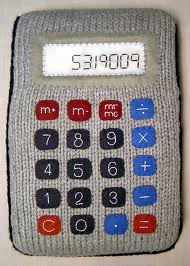 5319009
m+ m- mr mc ÷
7 8 9 X
4 5 6 +
1 2 3 -
C 0 . =